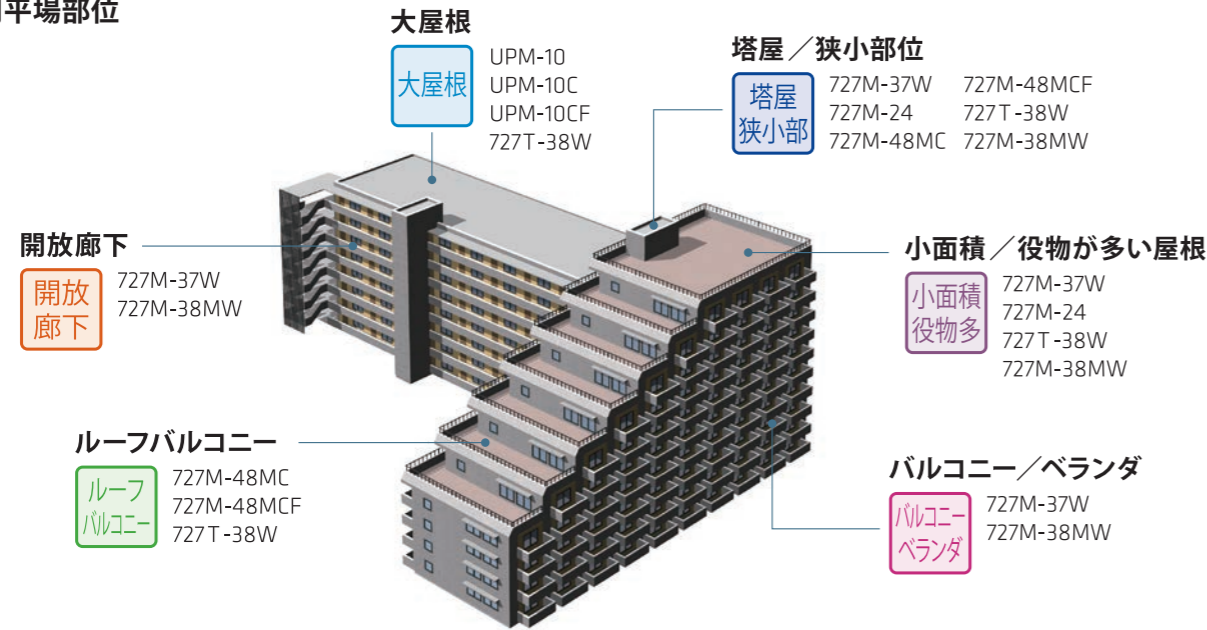 平場部位
大屋根
大屋根
UPM-10
UPM-10C
UPM-10CF
727T-38W
塔屋／狭小部位
塔屋
狭小部
727M-37W 727M-48MCF
727M-24 727T-38W
727M-48MC 727M-38MW
開放廊下
開放
廊下
727M-37W
727M-38MW
小面積／役物が多い屋根
小面積
役物多
727M-37W
727M-24
727T-38W
727M-38MW
ルーフバルコニー
ルーフ
バルコニー
727M-48MC
727M-48MCF
727T-38W
バルコニー／ベランダ
バルコニー
ベランダ
727M-37W
727M-38MW